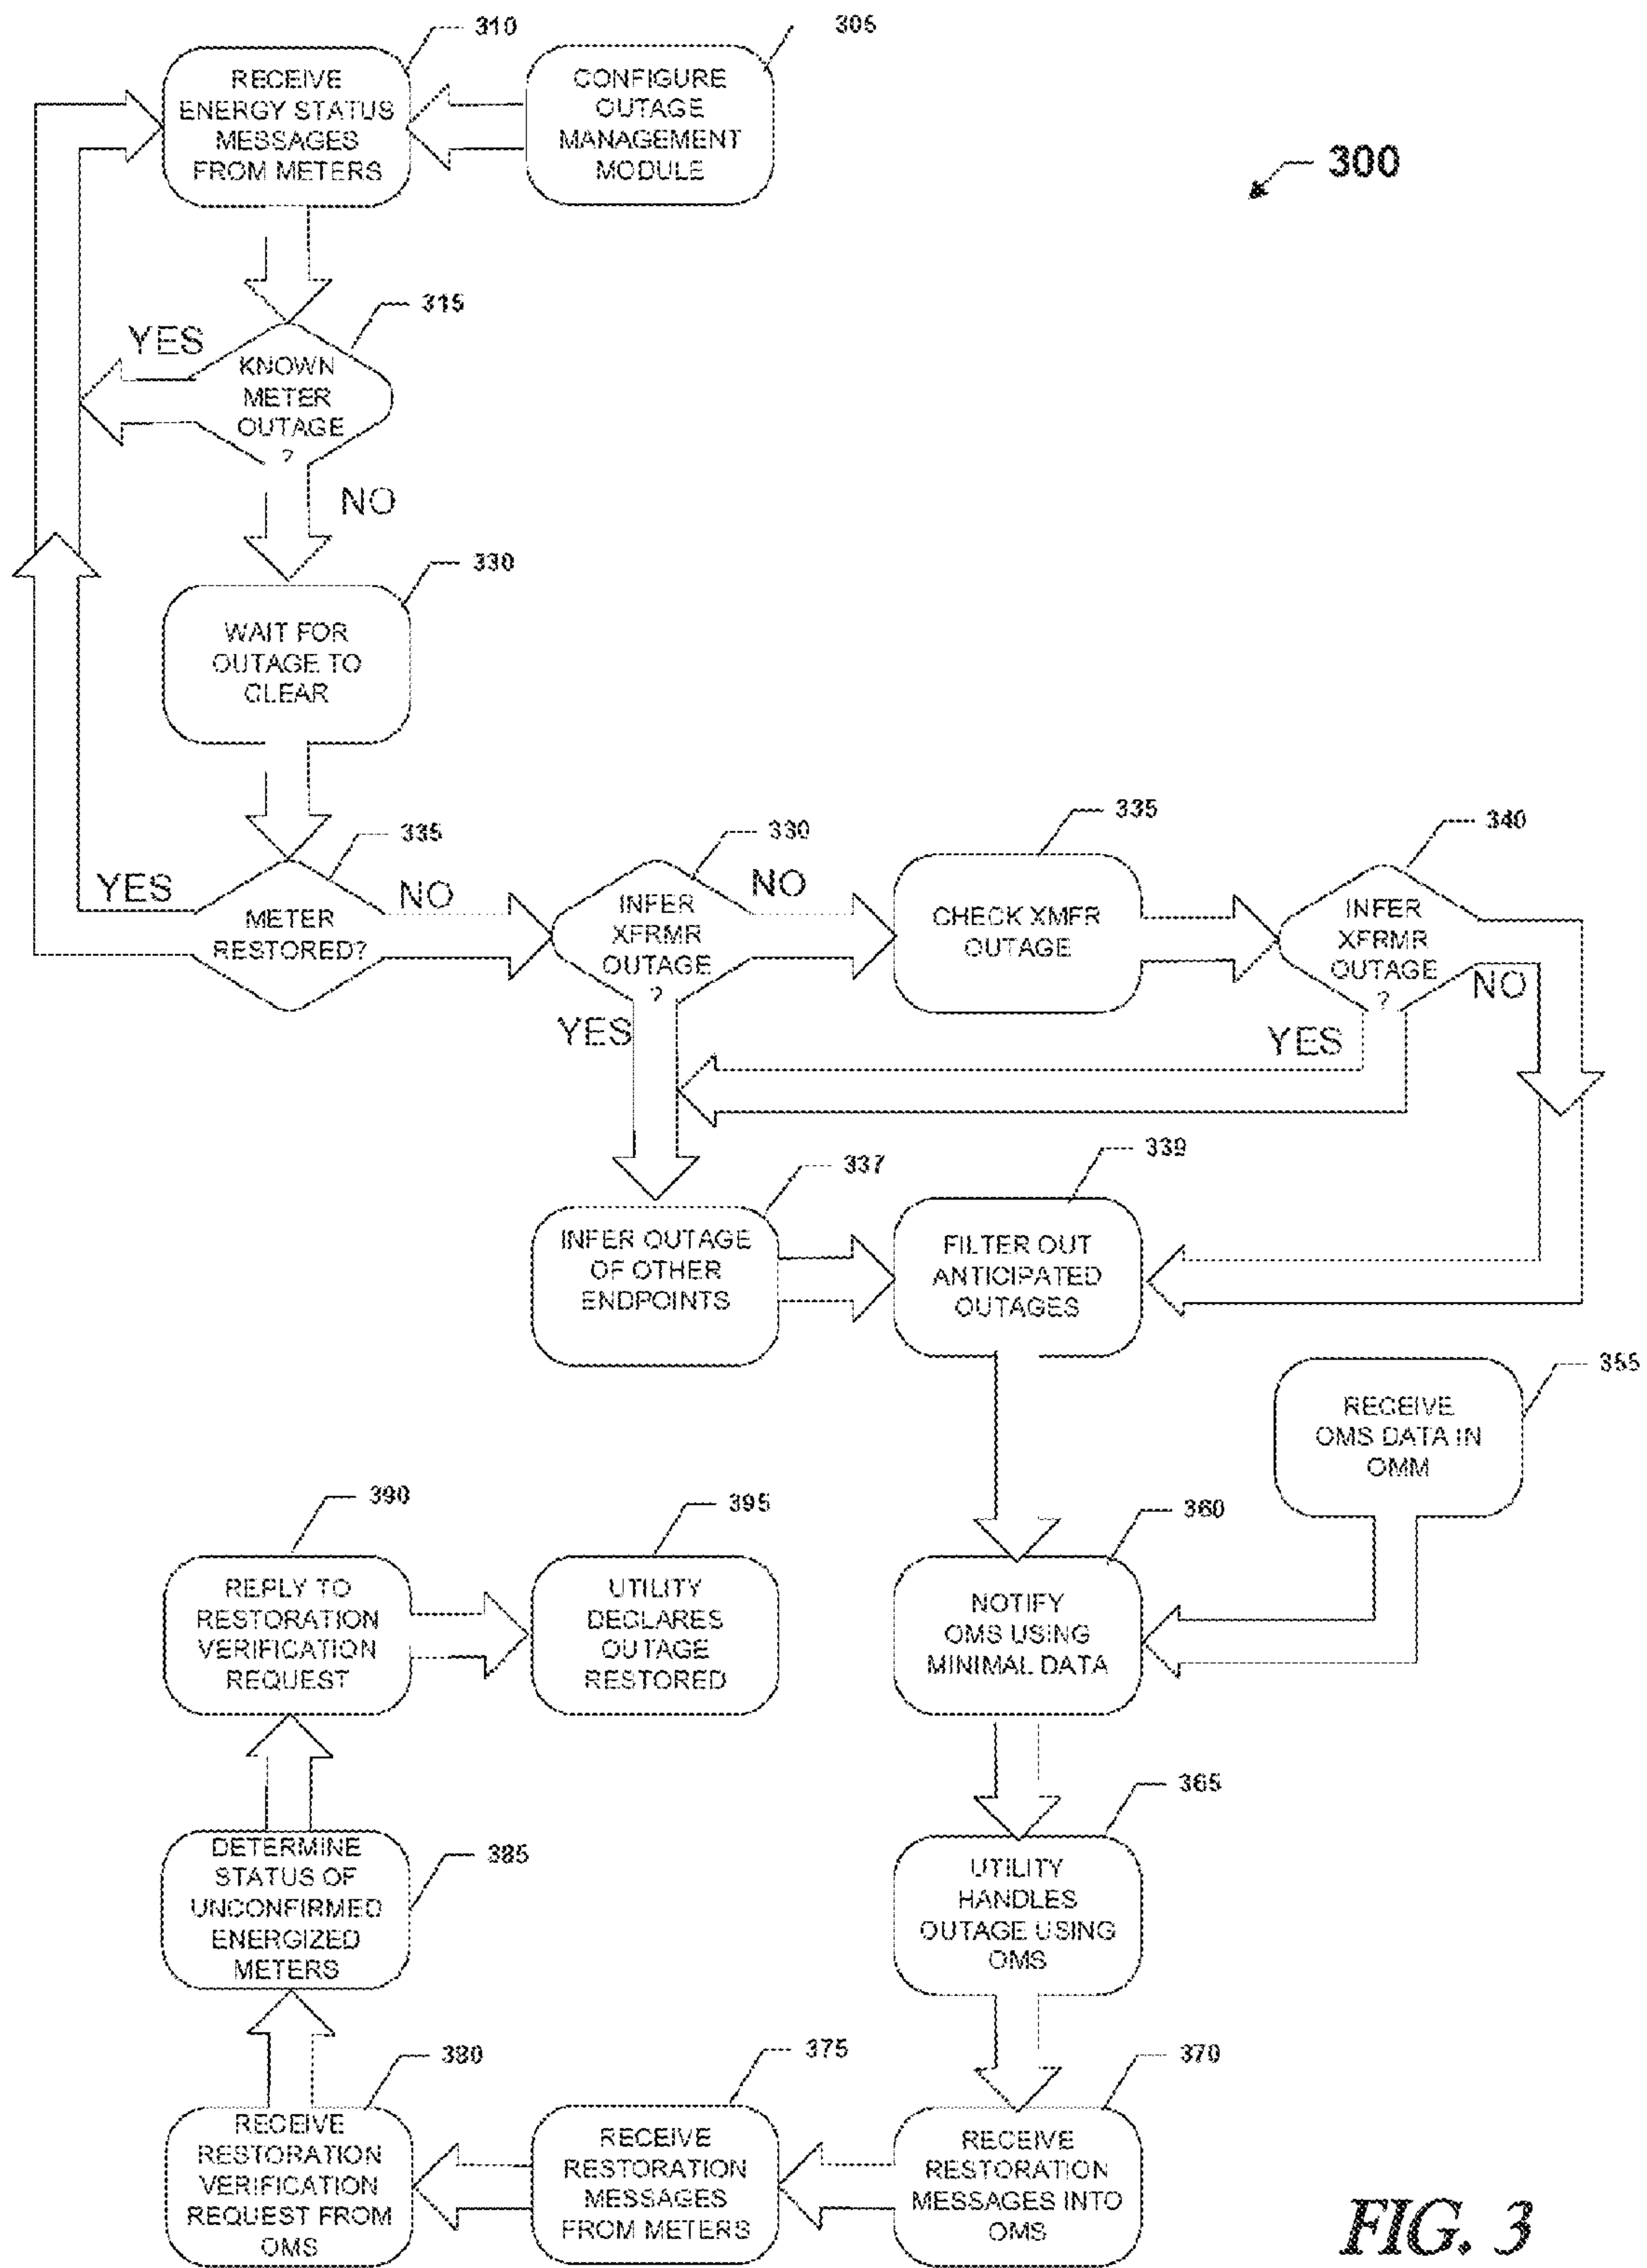 310
305
RECEIVE
ENERGY STATUS
MESSAGES
FROM METERS
CONFIGURE
OUTAGE
MANAGEMENT
MODULE
300
315
YES
KNOWN
METER
OUTAGE
?
NO
330
WAIT FOR
OUTAGE TO
CLEAR
335
YES
METER
RESTORED?
NO
330
INFER
XFRMR
OUTAGE
?
NO
YES
335
CHECK XMFR
OUTAGE
340
INFER
XFRMR
OUTAGE
?
NO
YES
337
INFER OUTAGE
OF OTHER
ENDPOINTS
339
FILTER OUT
ANTICIPATED
OUTAGES
355
RECEIVE
OMS DATA IN
OMM
390
REPLY TO
RESTORATION
VERIFICATION
REQUEST
395
UTILITY
DECLARES
OUTAGE
RESTORED
360
NOTIFY
OMS USING
MINIMAL DATA
365
UTILITY
HANDLES
OUTAGE USING
OMS
385
DETERMINE
STATUS OF
UNCONFIRMED
ENERGIZED
METERS
380
RECEIVE
RESTORATION
VERIFICATION
REQUEST FROM
OMS
375
RECEIVE
RESTORATION
MESSAGES
FROM METERS
370
RECEIVE
RESTORATION
MESSAGES INTO
OMS
FIG. 3